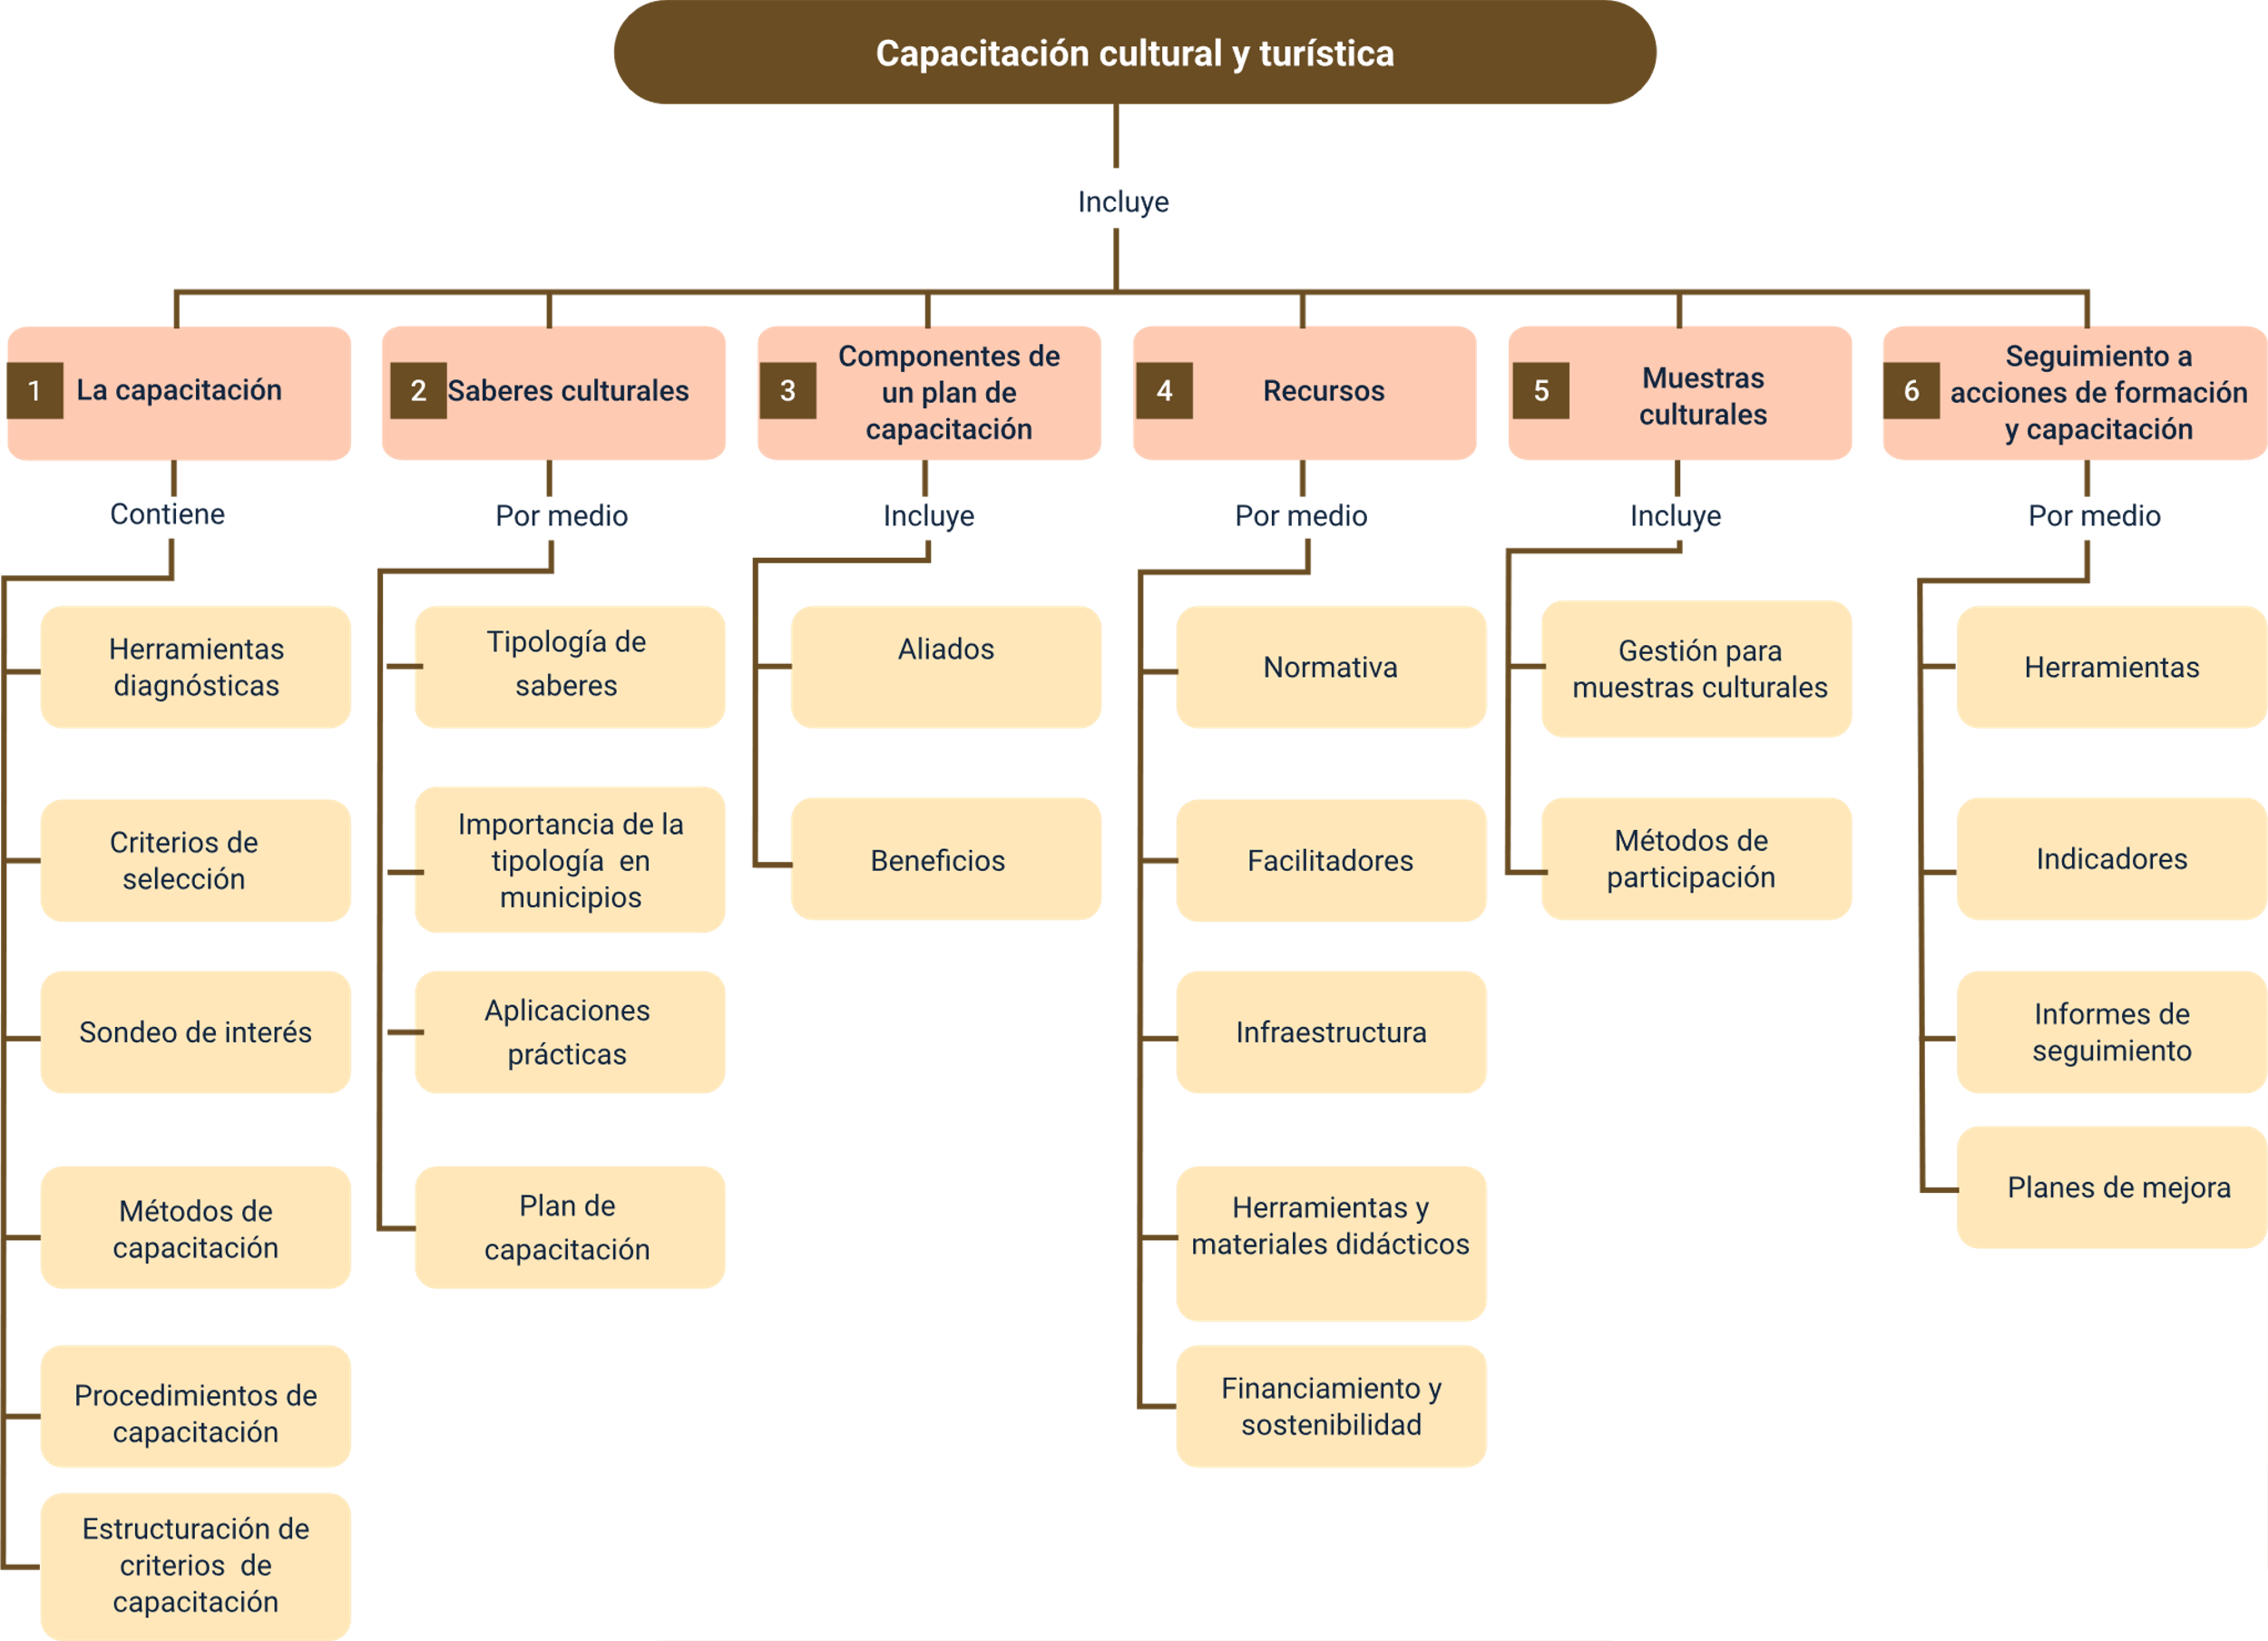 Capacitación cultural y turística
Incluye
1
La capacitación
Contiene
Herramientas
diagnósticas
Criterios de
selección
Sondeo de interés
Métodos de
capacitación
Procedimientos de
capacitación
Estructuración de
criterios de
capacitación
2
Saberes culturales
Por medio
Tipología de
saberes
Importancia de la
tipología en
municipios
Aplicaciones
prácticas
Plan de
capacitación
3
Componentes de
un plan de
capacitación
Incluye
Aliados
Beneficios
4
Recursos
Por medio
Normativa
Facilitadores
Infraestructura
Herramientas y
materiales didácticos
Financiamiento y
sostenibilidad
5
Muestras
culturales
Incluye
Gestión para
muestras culturales
Métodos de
participación
6
Seguimiento a
acciones de formación
y capacitación
Por medio
Herramientas
Indicadores
Informes de
seguimiento
Planes de mejora